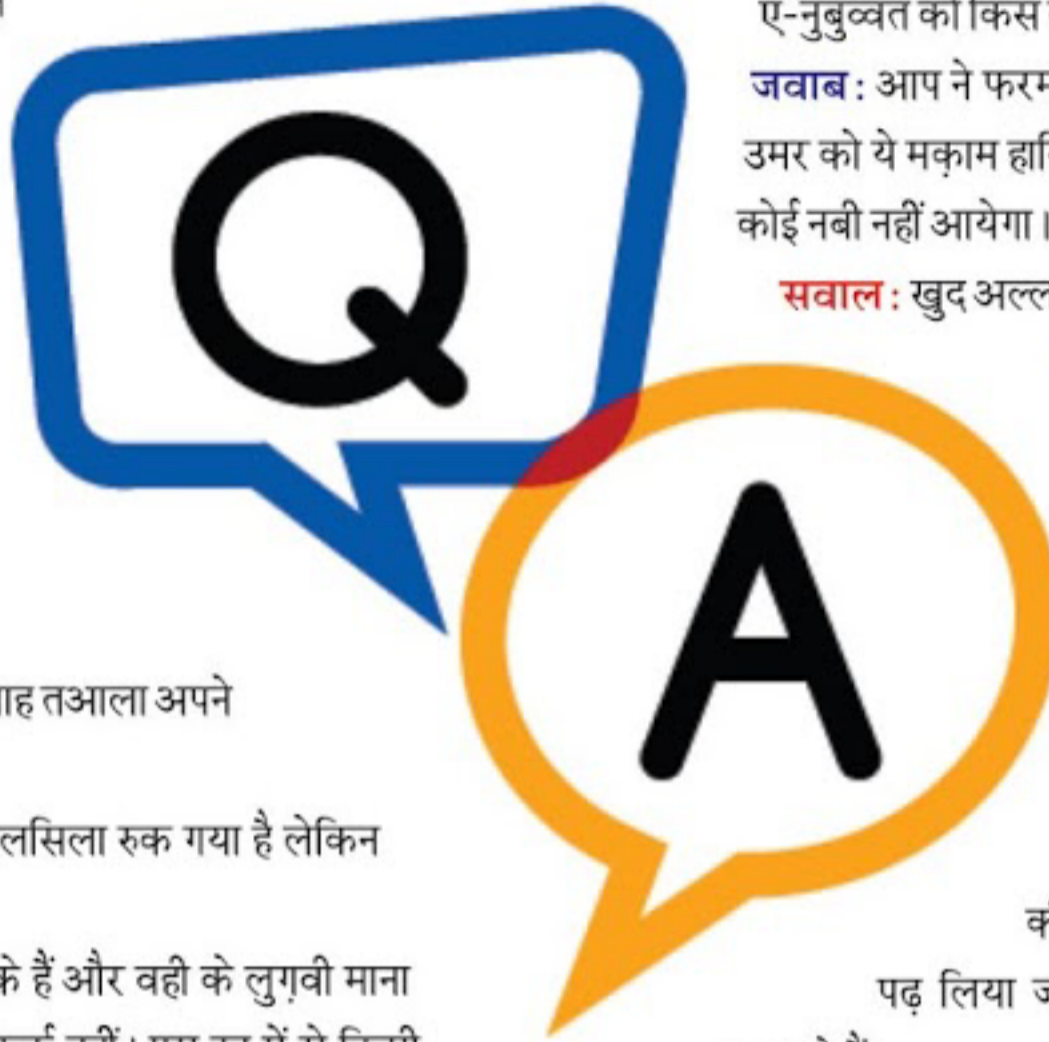 ए-नुबुव्वत को किस
जवाब : आप ने फरम
उमर को ये मक़ाम हासि
कोई नबी नहीं आयेगा।
सवाल : खुद अल्ल
Q
A
ाह तआला अपने
लसिला रुक गया है लेकिन
के हैं और वही के लुग़वी माना
पढ़ लिया ज